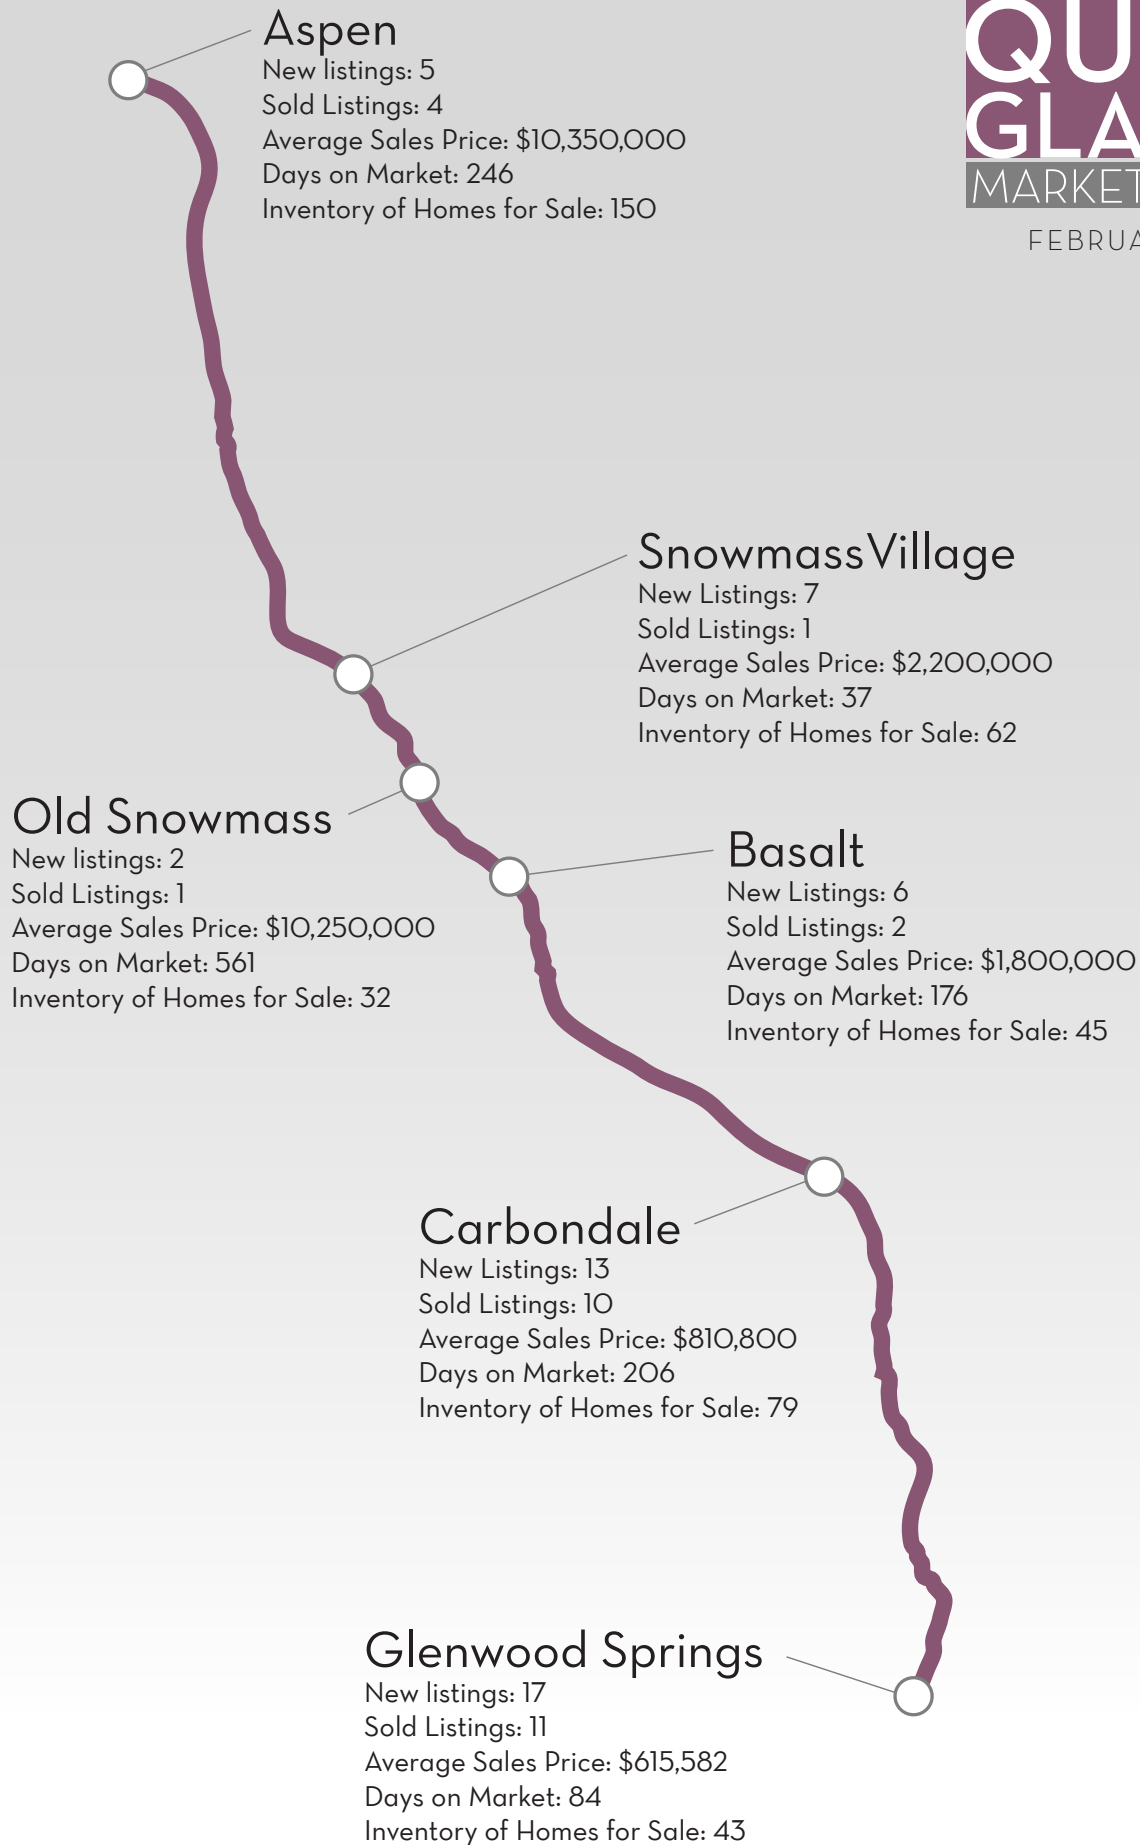 Aspen
New listings: 5
Sold Listings: 4
Average Sales Price: $10,350,000
Days on Market: 246
Inventory of Homes for Sale: 150
MARKET
Snowmass Village
New Listings: 7
Sold Listings: 1
Average Sales Price: $2,200,000
Days on Market: 37
Inventory of Homes for Sale: 62
Old Snowmass
New listings: 2
Sold Listings: 1
Average Sales Price: $10,250,000
Days on Market: 561
Inventory of Homes for Sale: 32
Basalt
New Listings: 6
Sold Listings: 2
Average Sales Price: $1,800,000
Days on Market: 176
Inventory of Homes for Sale: 45
Carbondale
New Listings: 13
Sold Listings: 10
Average Sales Price: $810,800
Days on Market: 206
Inventory of Homes for Sale: 79
Glenwood Springs
New listings: 17
Sold Listings: 11
Average Sales Price: $615,582
Days on Market: 84
Inventory of Homes for Sale: 43